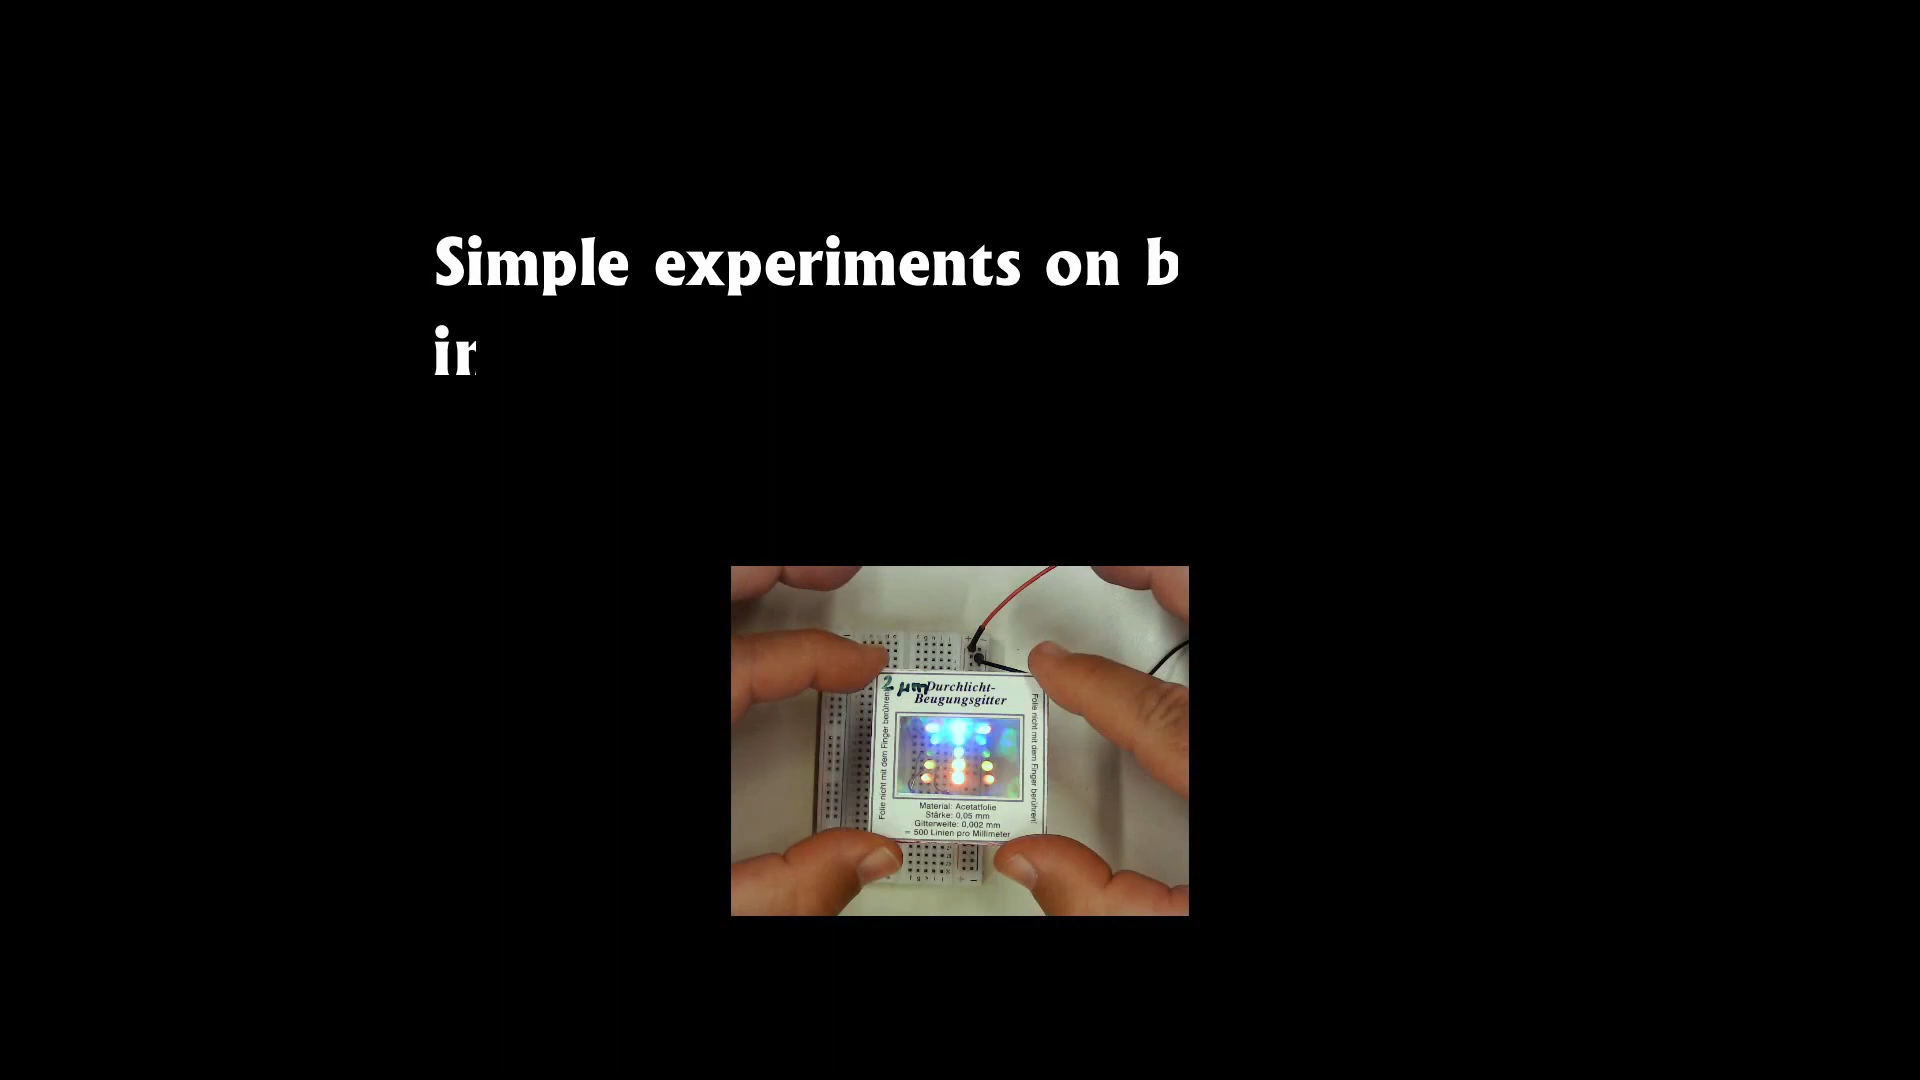 Simple experiments on b
in
2 µm
Durchlicht-
Beugungsgitter
Folie nicht mit dem Finger berühren!
Folie nicht mit dem Finger berühren!
Material: Acetatfolie
Stärke: 0,05 mm
Gitterweite: 0,002 mm
= 500 Linien pro Millimeter